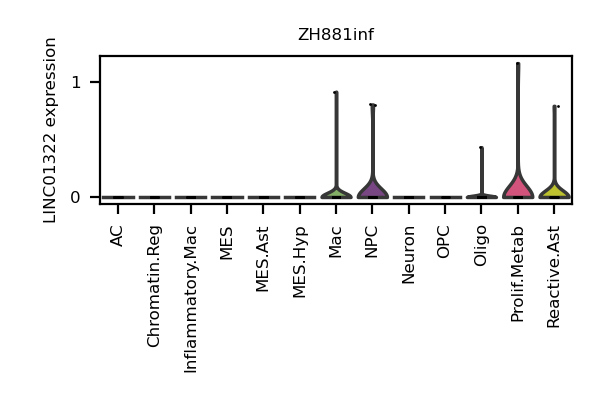 ZH881inf
LINC01322 expression
1
0
AC
Chromatin.Reg
Inflammatory.Mac
MES
MES.Ast
MES.Hyp
Mac
NPC
Neuron
OPC
Oligo
Prolif.Metab
Reactive.Ast